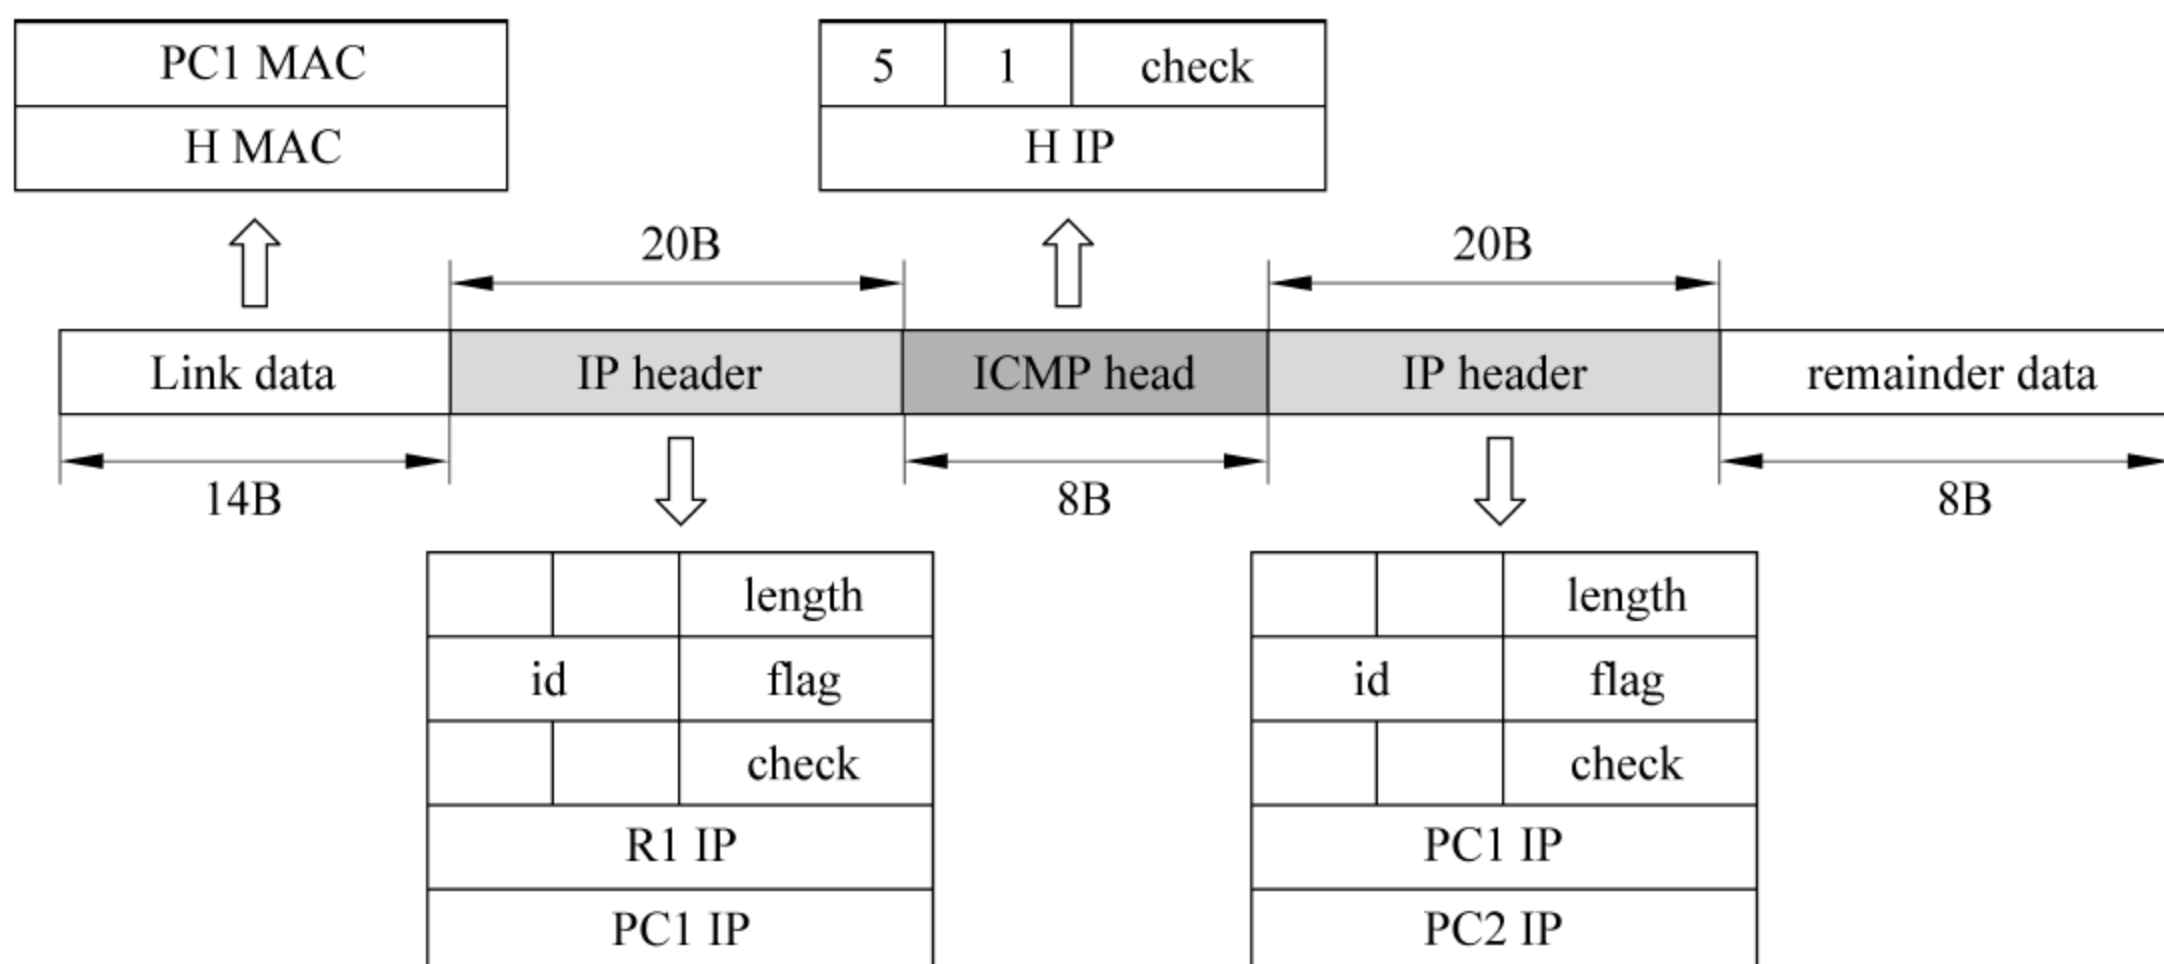 PC1 MAC
H MAC
5 1 check
H IP
20B 20B
Link data IP header ICMP head IP header remainder data
14B 8B 8B
length
id flag
check
R1 IP
PC1 IP
length
id flag
check
PC1 IP
PC2 IP